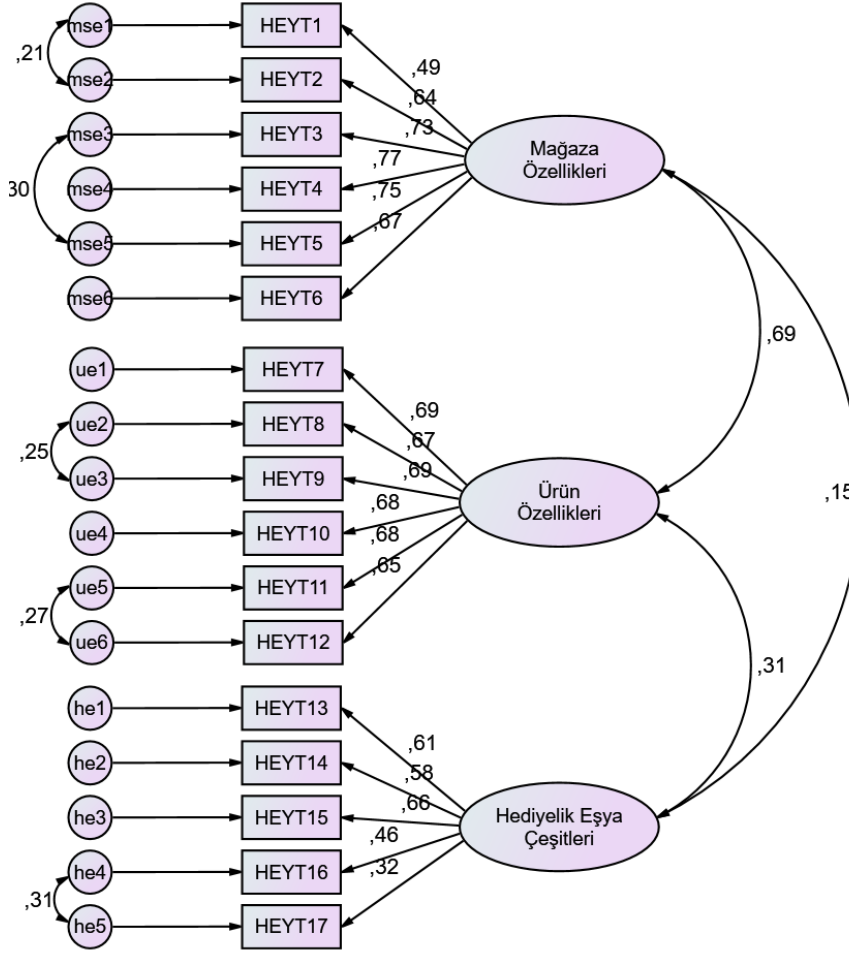 mse1
HEYT1
,21
,49
mse2
HEYT2
,64
mse3
HEYT3
,73
Mağaza
Özellikleri
,77
30
mse4
HEYT4
,75
mse5
HEYT5
,67
mse6
HEYT6
,69
ue1
HEYT7
,69
ue2
HEYT8
,67
,25
ue3
HEYT9
,69
Ürün
Özellikleri
,15
,68
ue4
HEYT10
,68
,65
ue5
HEYT11
,27
ue6
HEYT12
,31
he1
HEYT13
,61
he2
HEYT14
,58
,66
he3
HEYT15
Hediyelik Eşya
Çeşitleri
,46
he4
HEYT16
,32
,31
he5
HEYT17